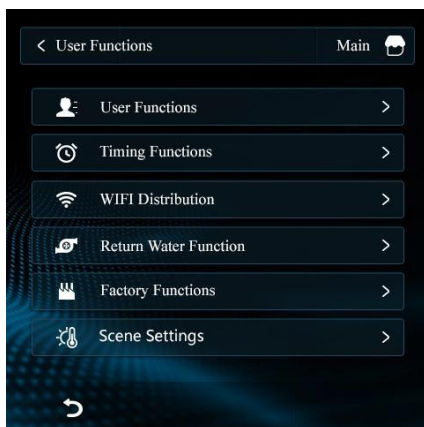 User Functions
Main
User Functions
Timing Functions
WIFI Distribution
Return Water Function
Factory Functions
Scene Settings